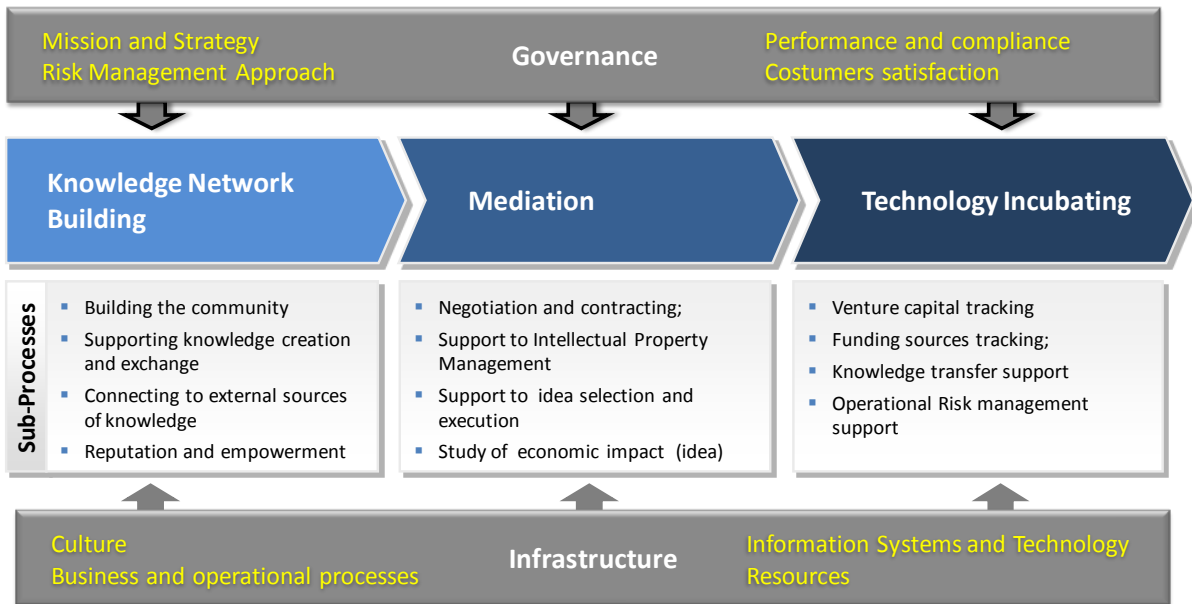 Mission and Strategy
Risk Management Approach
Governance
Performance and compliance
Costumers satisfaction
Knowledge Network
Building
Mediation
Technology Incubating
Sub-Processes
Building the community
Supporting knowledge creation
and exchange
Connecting to external sources
of knowledge
Reputation and empowerment
Negotiation and contracting;
Support to Intellectual Property
Management
Support to idea selection and
execution
Study of economic impact (idea)
Venture capital tracking
Funding sources tracking;
Knowledge transfer support
Operational Risk management
support
Culture
Business and operational processes
Infrastructure
Information Systems and Technology
Resources